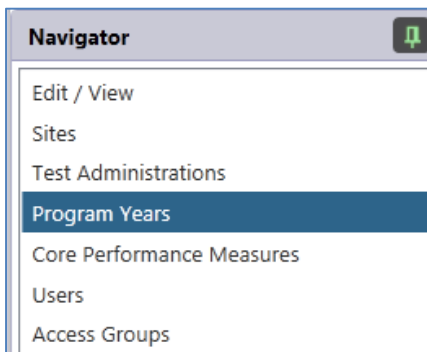 Navigator
Edit / View
Sites
Test Administrations
Program Years
Core Performance Measures
Users
Access Groups